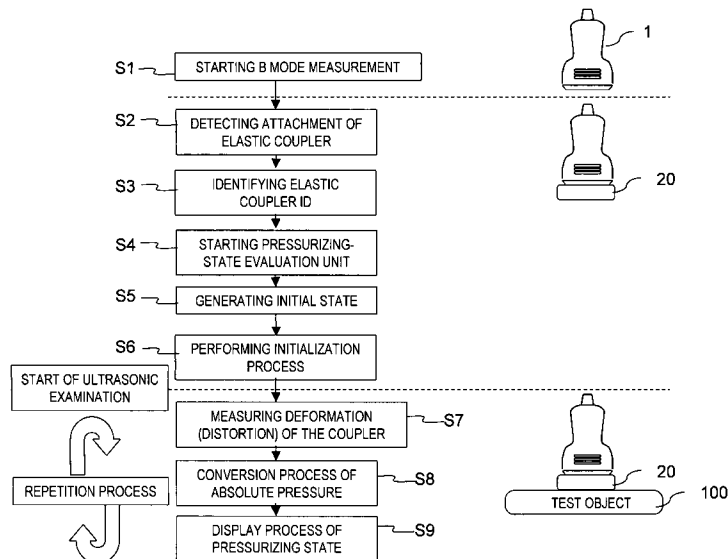 1
S1
STARTING B MODE MEASUREMENT
S2
DETECTING ATTACHMENT OF
ELASTIC COUPLER
20
S3
IDENTIFYING ELASTIC
COUPLER ID
S4
STARTING PRESSURIZING-
STATE EVALUATION UNIT
S5
GENERATING INITIAL STATE
S6
PERFORMING INITIALIZATION
PROCESS
START OF ULTRASONIC
EXAMINATION
MEASURING DEFORMATION
(DISTORTION) OF THE COUPLER
S7
REPETITION PROCESS
CONVERSION PROCESS OF
ABSOLUTE PRESSURE
S8
20
TEST OBJECT
100
DISPLAY PROCESS OF
PRESSURIZING STATE
S9